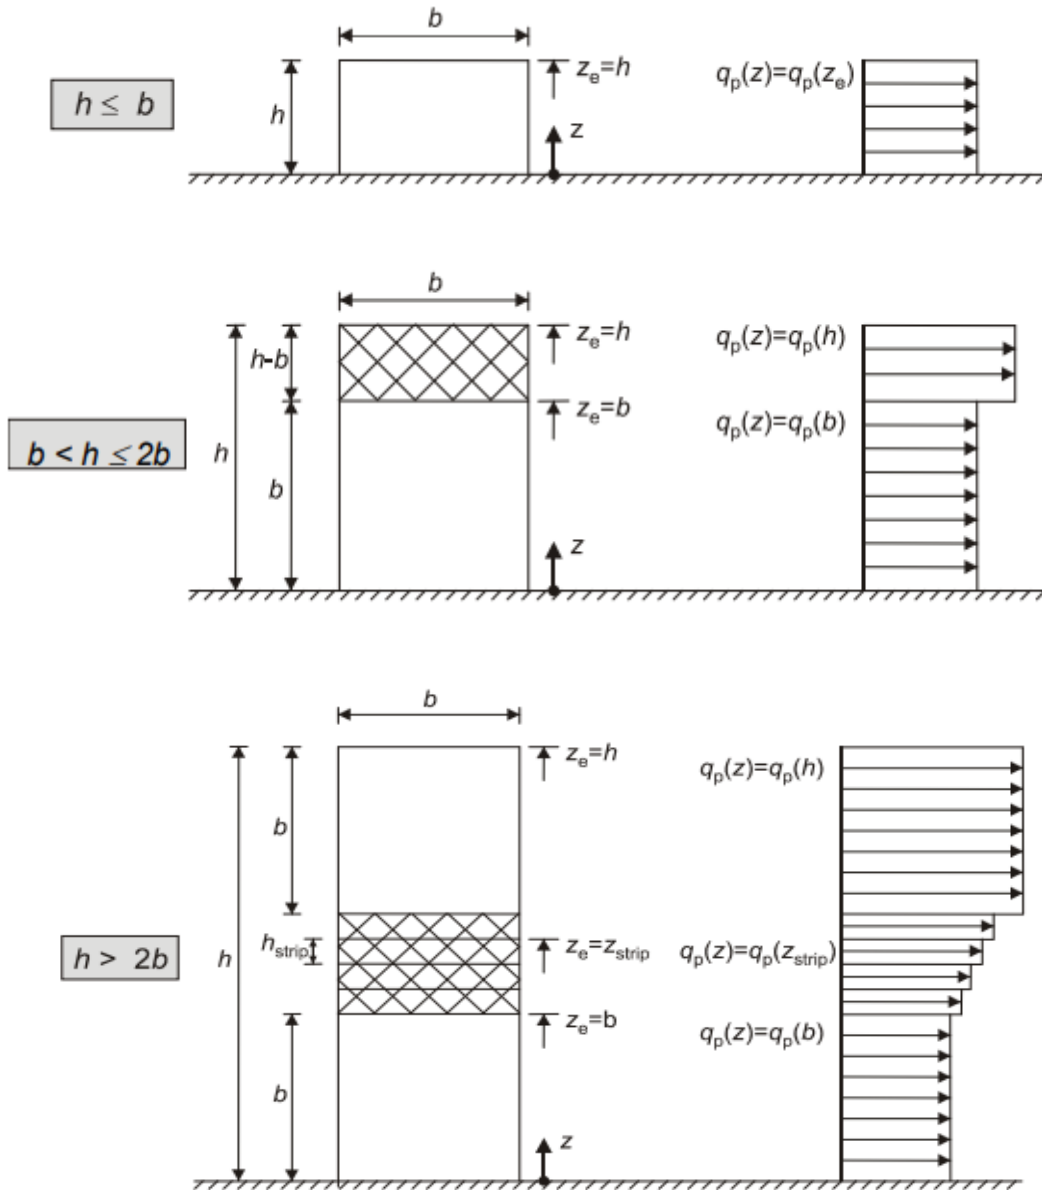 b
h ≤ b
h
z_e=h
z
q_p(z)=q_p(z_e)
b
b < h ≤ 2b
h
h-b
b
z_e=h
z_e=b
z
q_p(z)=q_p(h)
q_p(z)=q_p(b)
b
h > 2b
h
b
h_strip
b
z_e=h
z_e=z_strip
z_e=b
z
q_p(z)=q_p(h)
q_p(z)=q_p(z_strip)
q_p(z)=q_p(b)